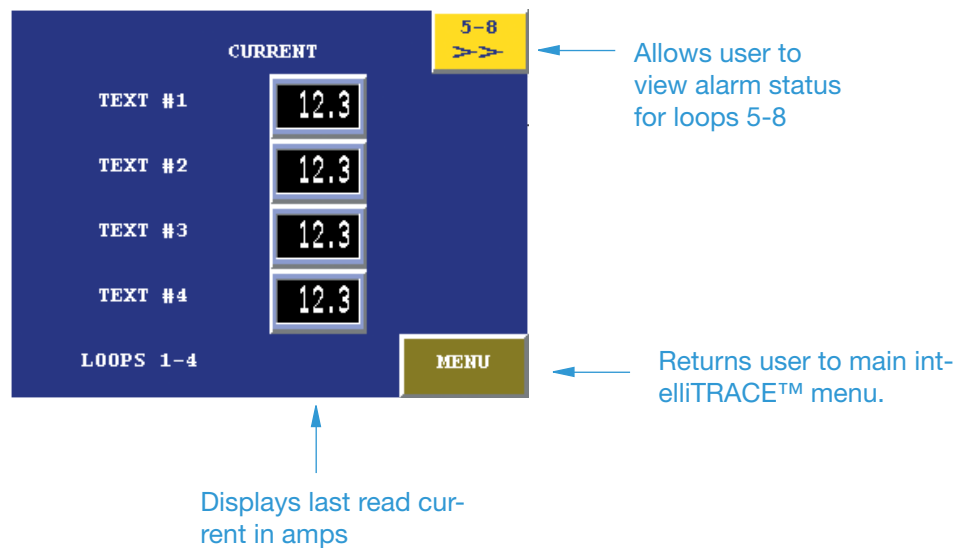 5-8
>>
CURRENT
TEXT #1 12.3
TEXT #2 12.3
TEXT #3 12.3
TEXT #4 12.3
LOOPS 1-4
MENU
Allows user to
view alarm status
for loops 5-8
Returns user to main int-
elliTRACE™ menu.
Displays last read cur-
rent in amps